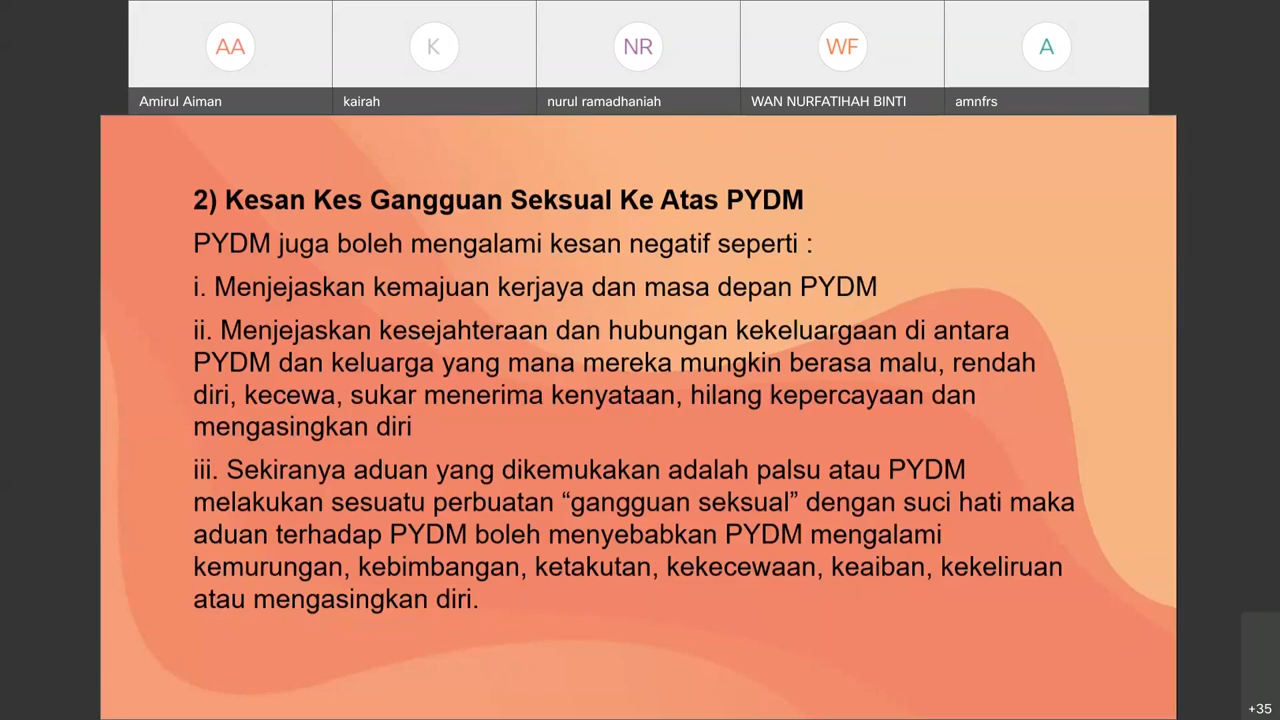 AA
K
NR
WF
A
Amirul Aiman
kairah
nurul ramadhaniah
WAN NURFATIHAH BINTI
amnfrs
2) Kesan Kes Gangguan Seksual Ke Atas PYDM
PYDM juga boleh mengalami kesan negatif seperti :
i. Menjejaskan kemajuan kerjaya dan masa depan PYDM
ii. Menjejaskan kesejahteraan dan hubungan kekeluargaan di antara
PYDM dan keluarga yang mana mereka mungkin berasa malu, rendah
diri, kecewa, sukar menerima kenyataan, hilang kepercayaan dan
mengasingkan diri
iii. Sekiranya aduan yang dikemukakan adalah palsu atau PYDM
melakukan sesuatu perbuatan “gangguan seksual” dengan suci hati maka
aduan terhadap PYDM boleh menyebabkan PYDM mengalami
kemurungan, kebimbangan, ketakutan, kekecewaan, keaiban, kekeliruan
atau mengasingkan diri.
+35